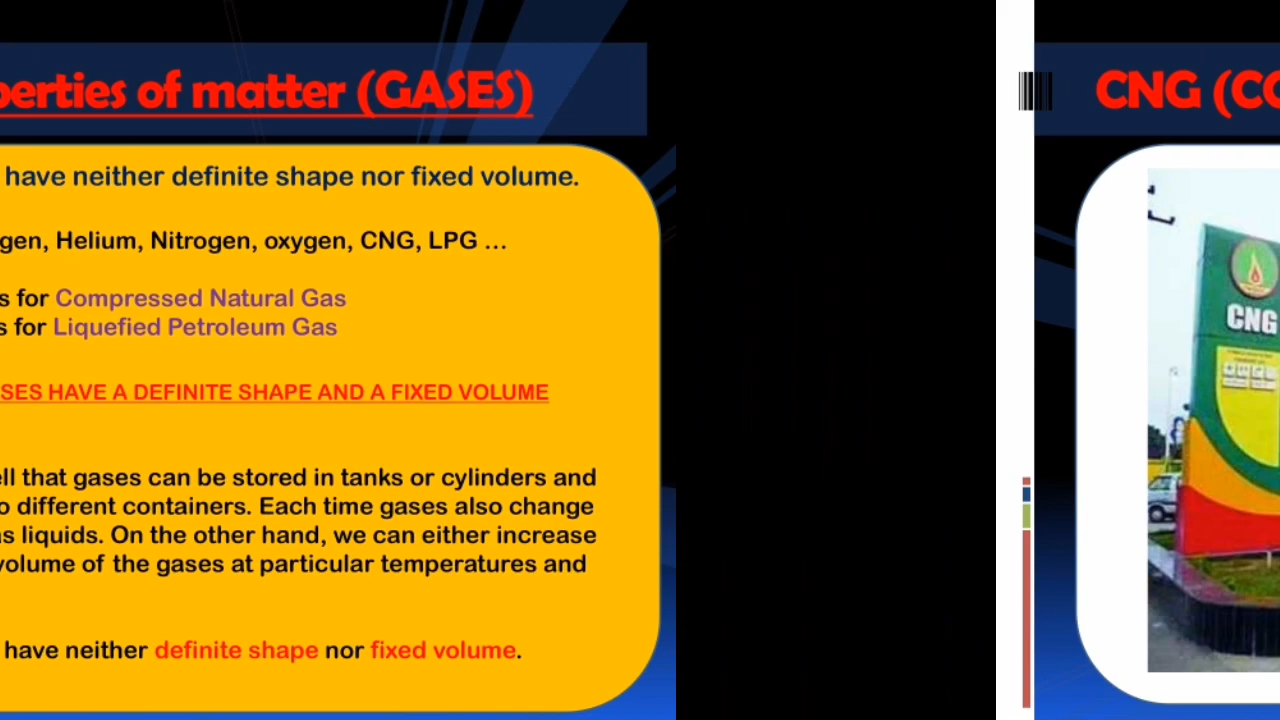 perties of matter (GASES)
have neither definite shape nor fixed volume.
gen, Helium, Nitrogen, oxygen, CNG, LPG ...
s for Compressed Natural Gas
s for Liquefied Petroleum Gas
SES HAVE A DEFINITE SHAPE AND A FIXED VOLUME
ell that gases can be stored in tanks or cylinders and
o different containers. Each time gases also change
as liquids. On the other hand, we can either increase
volume of the gases at particular temperatures and
have neither definite shape nor fixed volume.
CNG (CO
CNG